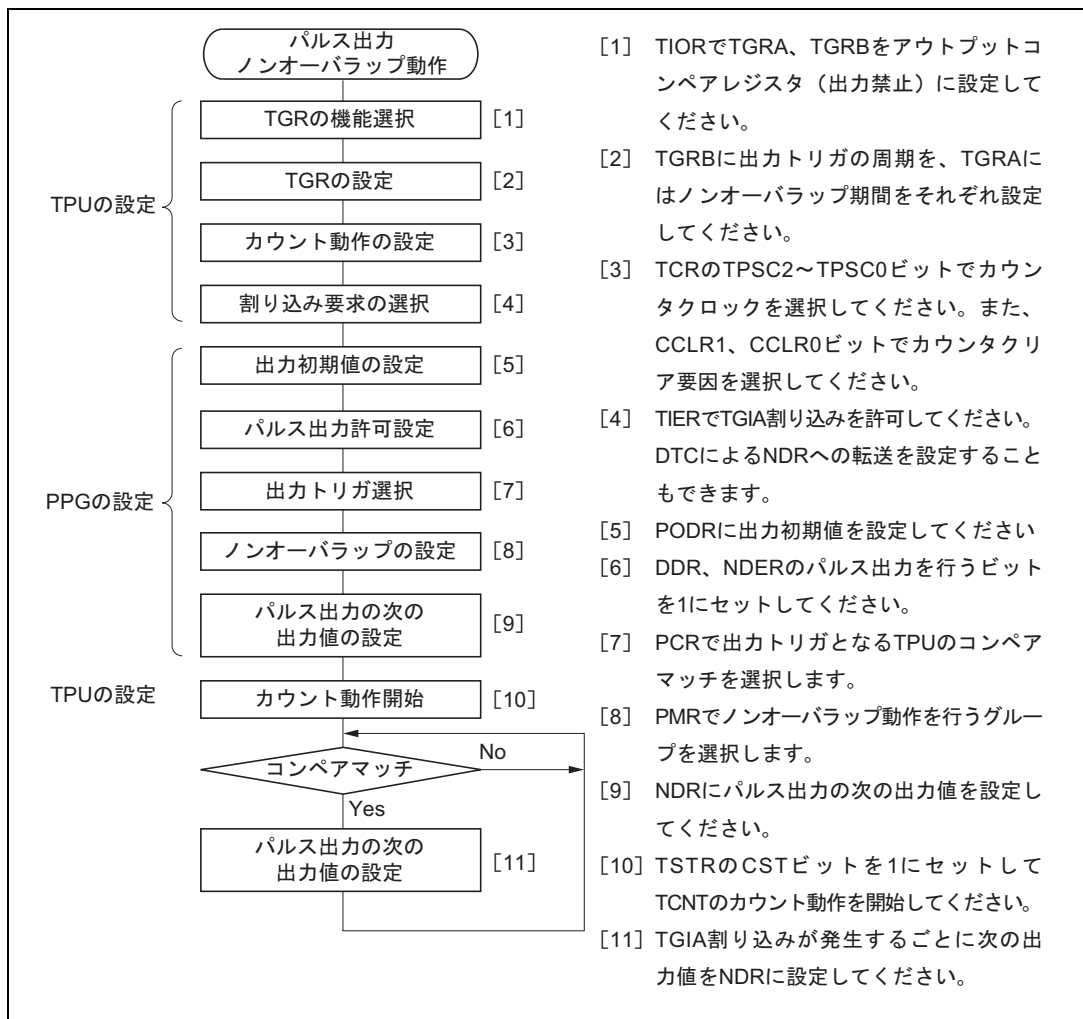 パルス出力
ノンオーバラップ動作
TPUの設定
TGRの機能選択 [1]
TGRの設定 [2]
カウント動作の設定 [3]
割り込み要求の選択 [4]
PPGの設定
出力初期値の設定 [5]
パルス出力許可設定 [6]
出力トリガ選択 [7]
ノンオーバラップの設定 [8]
パルス出力の次の
出力値の設定 [9]
TPUの設定
カウント動作開始 [10]
コンペアマッチ
No
Yes
パルス出力の次の
出力値の設定 [11]
[1] TIORでTGRA、TGRBをアウトプットコ
ンペアレジスタ（出力禁止）に設定して
ください。
[2] TGRBに出力トリガの周期を、TGRAに
はノンオーバラップ期間をそれぞれ設定
してください。
[3] TCRのTPSC2～TPSC0ビットでカウン
タクロックを選択してください。また、
CCLR1、CCLR0ビットでカウンタクリ
ア要因を選択してください。
[4] TIERでTGIA割り込みを許可してください。
DTCによるNDRへの転送を設定すること
もできます。
[5] PODRに出力初期値を設定してください
[6] DDR、NDERのパルス出力を行うビット
を1にセットしてください。
[7] PCRで出力トリガとなるTPUのコンペア
マッチを選択します。
[8] PMRでノンオーバラップ動作を行うグルー
プを選択します。
[9] NDRにパルス出力の次の出力値を設定し
てください。
[10] TSTRのCSTビットを1にセットして
TCNTのカウント動作を開始してください。
[11] TGIA割り込みが発生するごとに次の出
力値をNDRに設定してください。